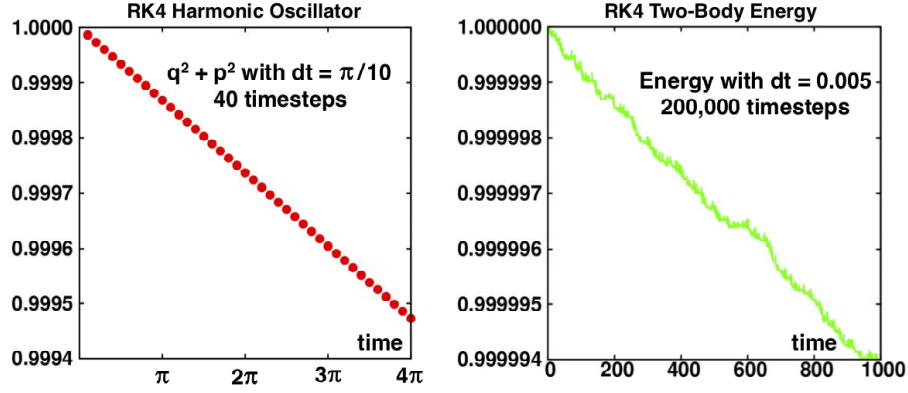 RK4 Harmonic Oscillator
1.00000
0.9999
0.9998
0.9997
0.9996
0.9995
0.9994
q² + p² with dt = π/10
40 timesteps
time
π
2π
3π
4π
RK4 Two-Body Energy
1.000000
0.999999
0.999998
0.999997
0.999996
0.999995
0.999994
Energy with dt = 0.005
200,000 timesteps
time
0
200
400
600
800
1000